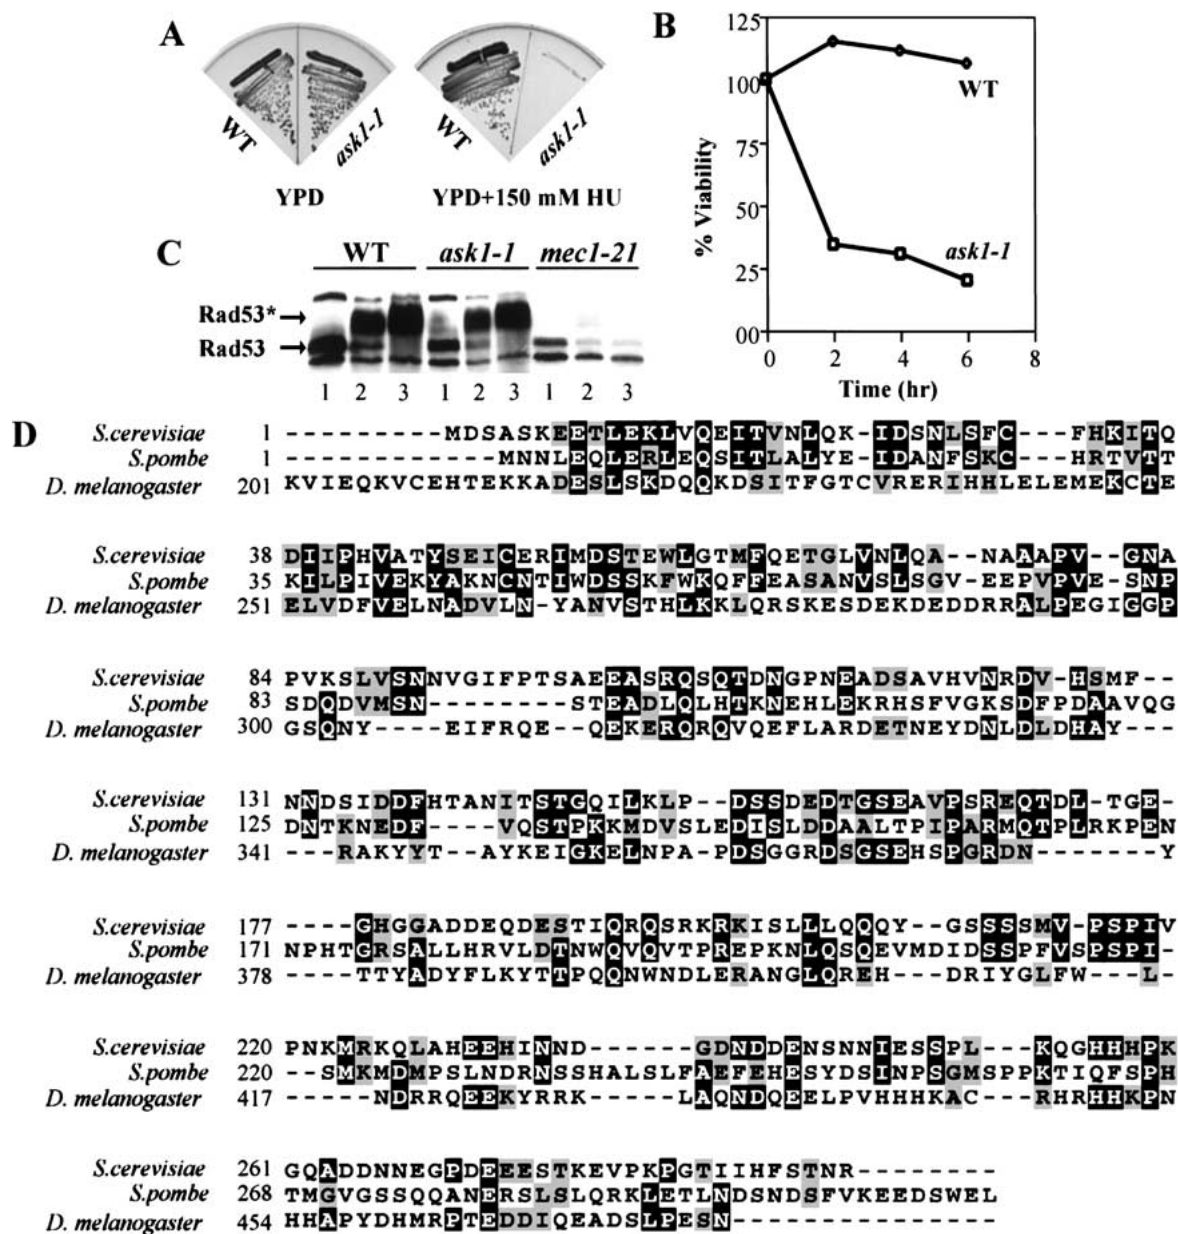 A
WT
ask1-1
YPD
WT
ask1-1
YPD+150 mM HU
B
125
100
75
50
25
00
% Viability
WT
ask1-1
0 2 4 6 8
Time (hr)
C
WT ask1-1 mec1-21
Rad53*
Rad53
1 2 3 1 2 3 1 2 3
D
S.cerevisiae 1 ---------MDSASKEETLEKLVQEITVNLQK-IDSNLSFC---FHKITQ
S.pombe 1 ------------MNNLEQLERLEQSITLALYE-IDANFSKC---HRTVTT
D. melanogaster 201 KVIEQKVCEHTEKKADESLSKDQQKDSITFGTCVRERIHHLELEMEKCTE
S.cerevisiae 38 DIIPHVATYSEICERIMDSTEWLGTMFQETGLVNLQA--NAAAPV--GNA
S.pombe 35 KILPIVEKYAKNCNTIWDSSKFWKQFFEASANVSLSGV-EEPVPVE-SNP
D. melanogaster 251 ELVDFVELNADVLN-YANVSTHLKKLQRSKESDEKDEDDRRALPEGIGGP
S.cerevisiae 84 PVKSLVSNNVGIFPTSAEEASRQSQTDNGPNEADSAVHVNRDV-HSMF--
S.pombe 83 SDQDVMSN--------STEADLQLHTKNEHLEKRHSFVGKSDFPDAAVQG
D. melanogaster 300 GSQNY----EIFRQE--QEKERQRQVQEFLARDETNEYDNLDLDHAY---
S.cerevisiae 131 NNDSIDDFHTANITSTGQILKLP--DSSDEDTGSEAVPSREQTDL-TGE-
S.pombe 125 DNTKNEDF----VQSTPKKMDVSLEDISLDDAALTPIPARMQTPLRKPEN
D. melanogaster 341 ---RAKYYT--AYKEIGKELNPA-PDSGGRDSGSEHSPGRDN-------Y
S.cerevisiae 177 ----GHGGADDEQDESTIQRQSRKRKISLLLQQQY--GSSSSMV-PSPIV
S.pombe 171 NPHTGRSALLHRVLDTNWQVQVTPREPKNLQSQEVMDIDSSPFVSPSPI-
D. melanogaster 378 ----TTYADYFLKYTTPQQNWNDLERANGLQREH---DRIYGLFW---L-
S.cerevisiae 220 PNKMRKQLAHEEHINND------GDNDDENSNNIESSPL---KQGHHHPK
S.pombe 220 --SMKMDMPSLNDRNSSHALSLFAEFEHESYDSINPSGMSPPKTIQFSPH
D. melanogaster 417 -----NDRRQEEKYRRK-----LAQNDQEELPVHHHKAC---RHRHHKPN
S.cerevisiae 261 GQADDNNEGPDEEESTKEVPKPGTIIHFSTNR--------
S.pombe 268 TMGVGSSQQANERSLSLQRKLETLNDSNDSFVKEEDSWEL
D. melanogaster 454 HHAPYDHMRPTEDDIQEADSLPESN---------------